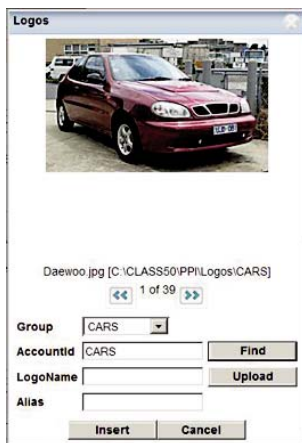 Logos
Daewoo.jpg [C:\CLASS50\PPI\Logos\CARS]
<< 1 of 39 >>
Group CARS
AccountId CARS Find
LogoName Upload
Alias
Insert Cancel